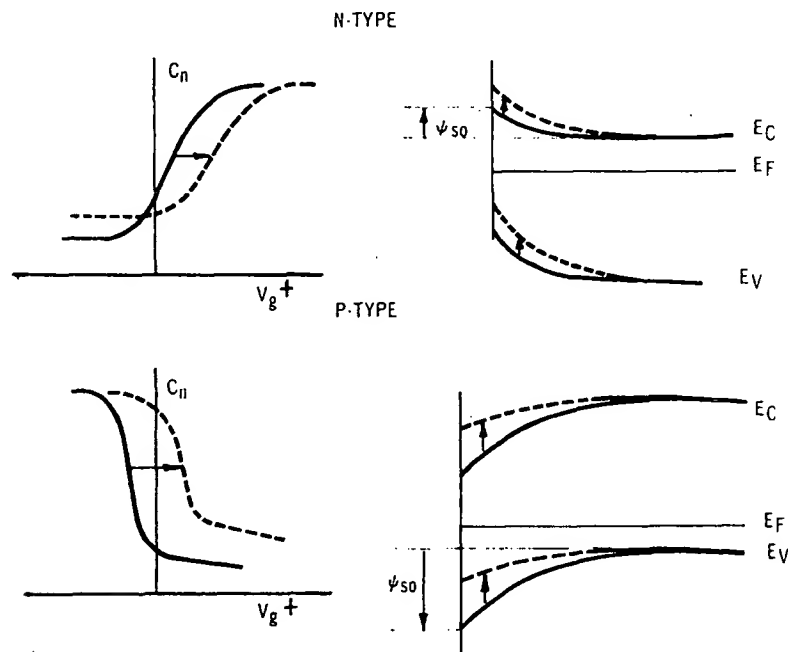 N-TYPE
Cn
Vg+
ψSO
EC
EF
EV
P-TYPE
Cn
Vg+
ψSO
EC
EF
EV